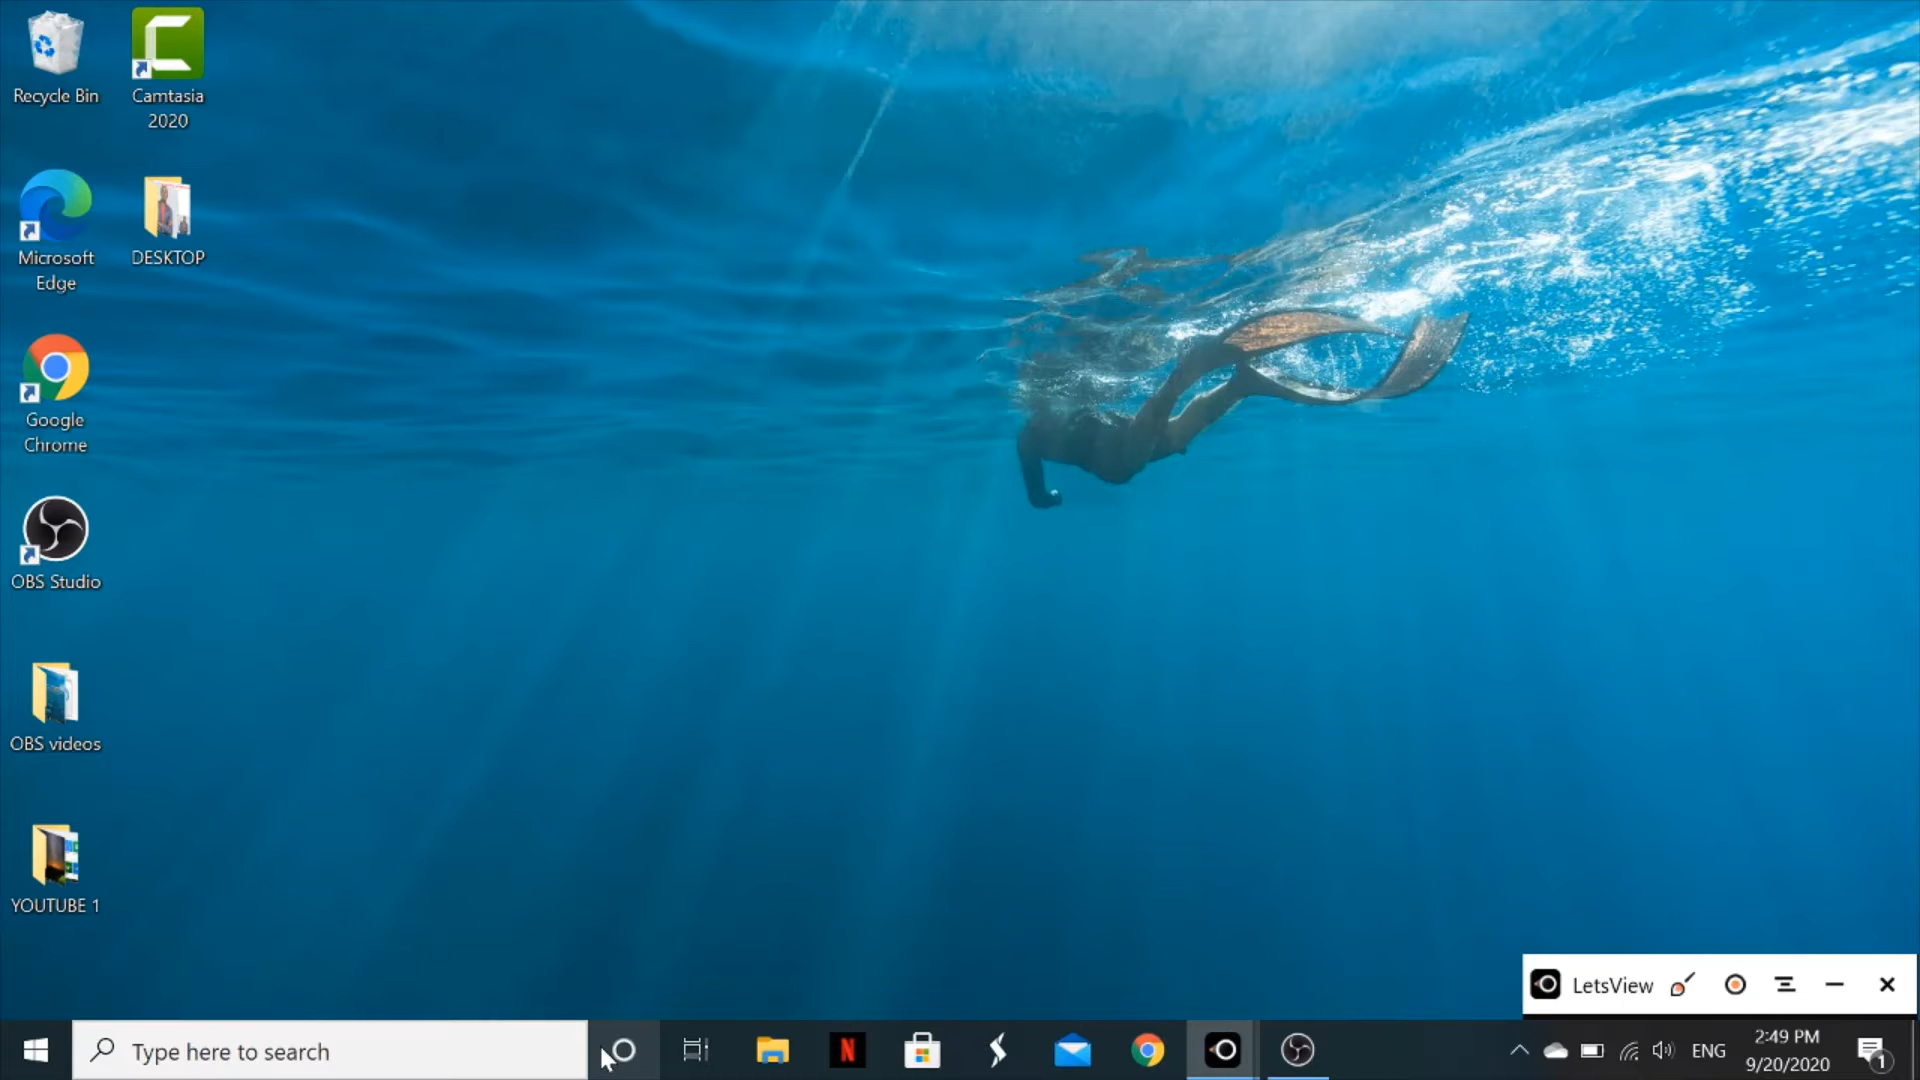 Recycle Bin
Camtasia
2020
Microsoft
Edge
DESKTOP
Google
Chrome
OBS Studio
OBS videos
YOUTUBE 1
LetsView
Type here to search
N
ENG
2:49 PM
9/20/2020
1